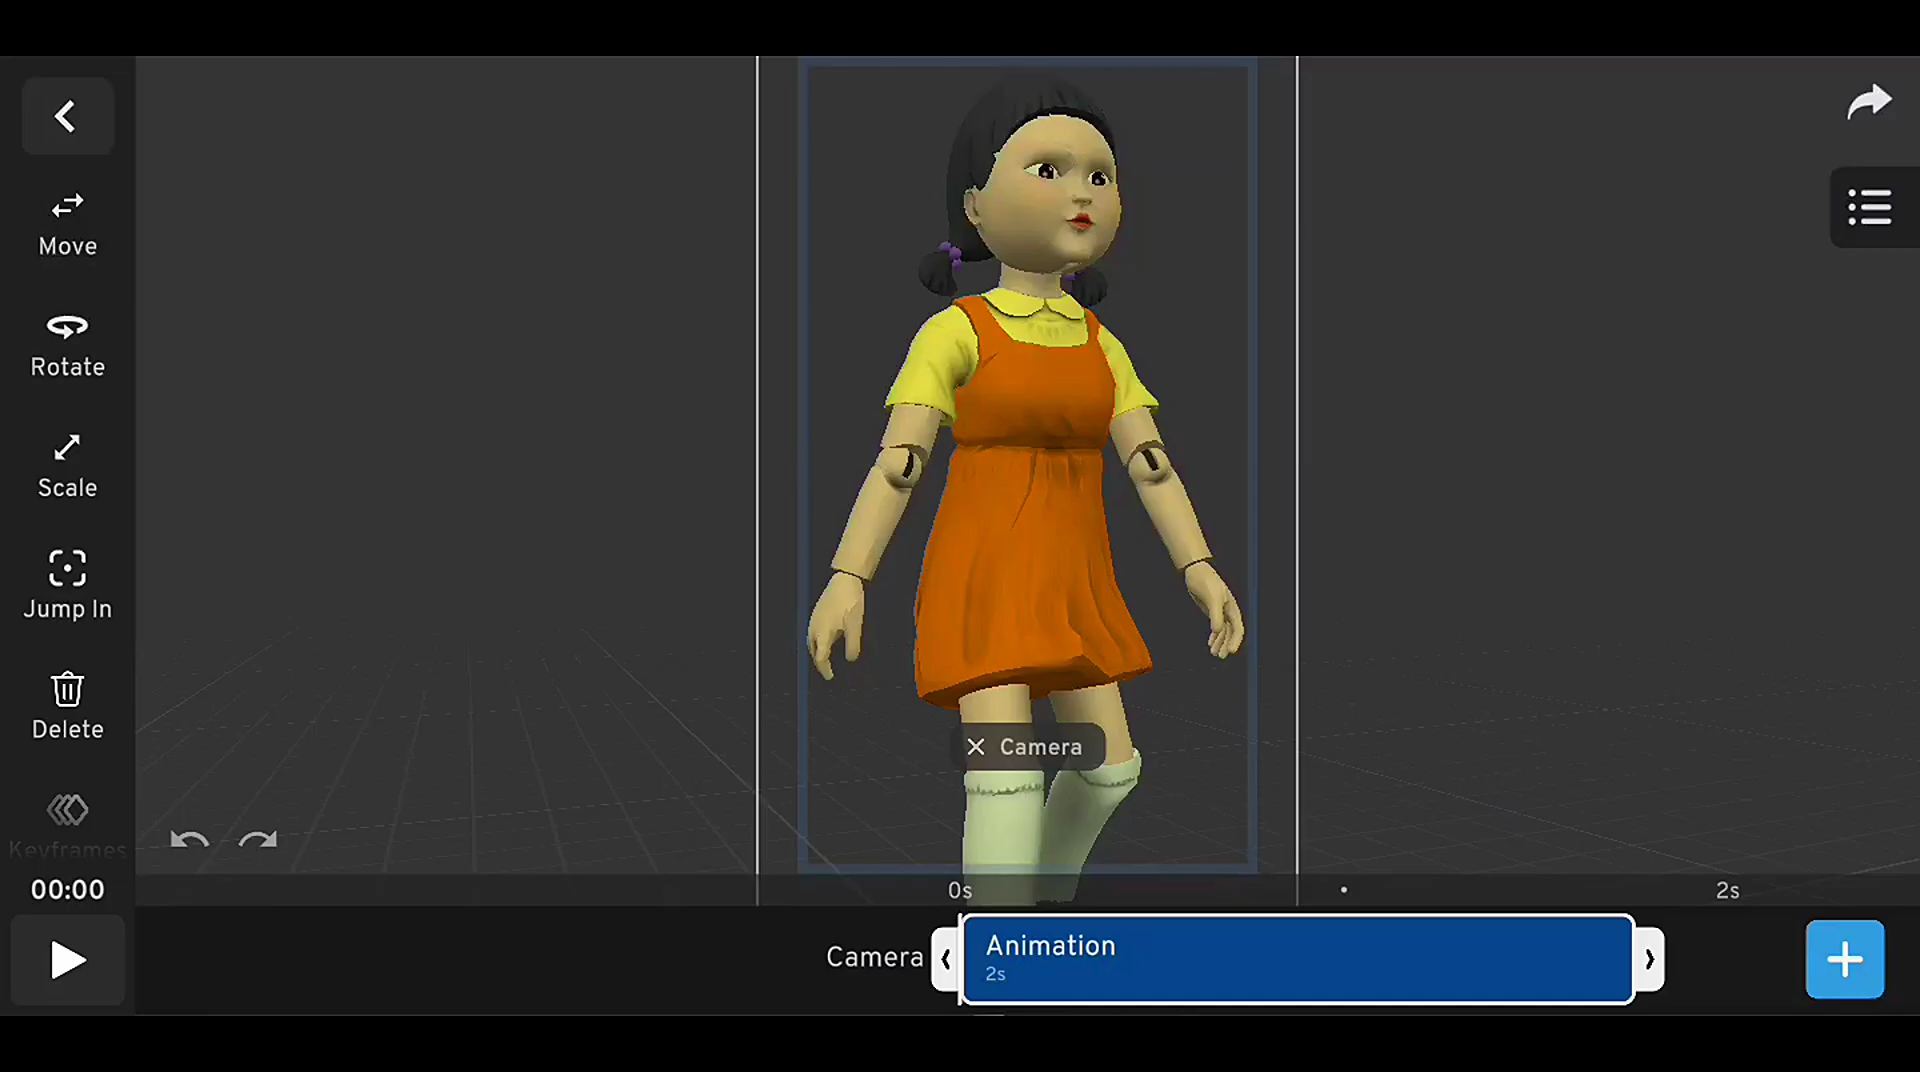 Move
Rotate
Scale
Jump In
Delete
Keyframes
00:00
Camera
0s
2s
Camera
Animation
2s